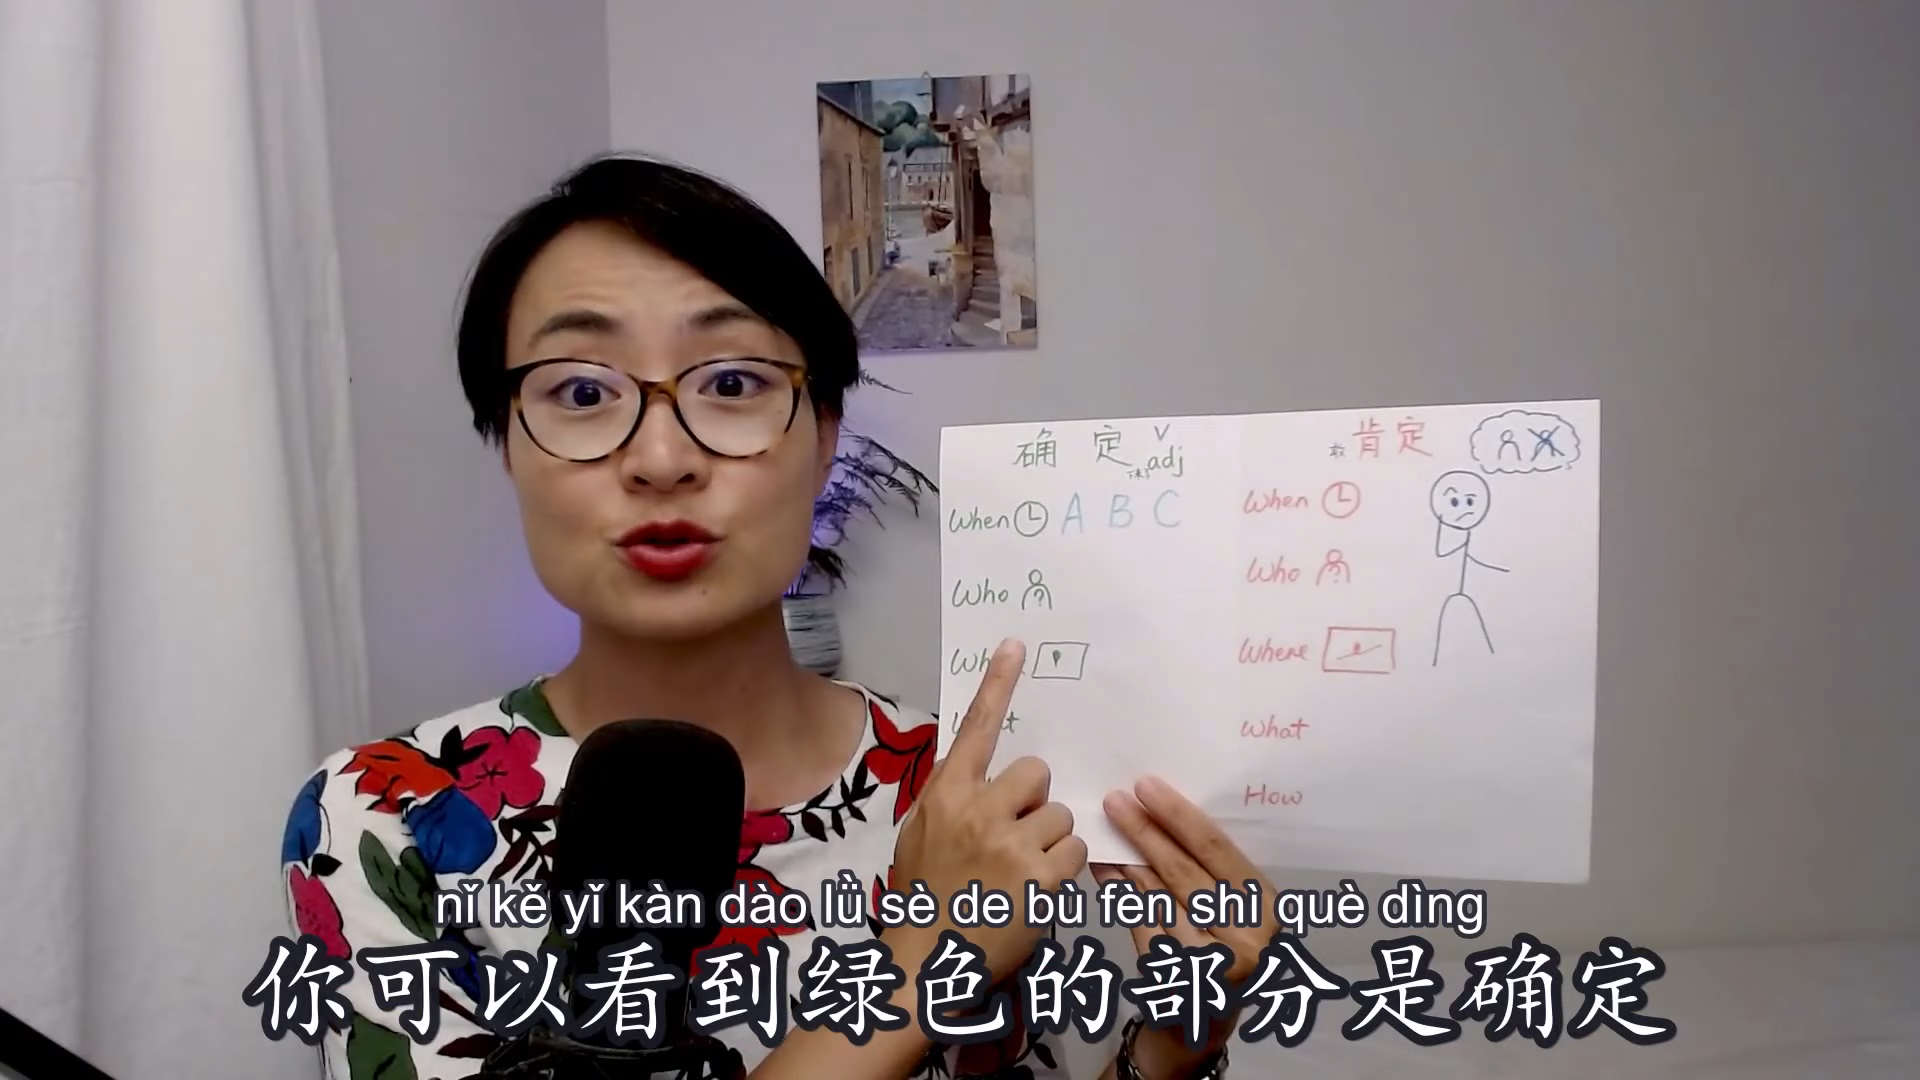 确 定 v
adj
肯定
When A B C
Who
What
When
Who
Where
What
How
nǐ kě yǐ kàn dào lǜ sè de bù fèn shì què dìng
你可以看到绿色的部分是确定